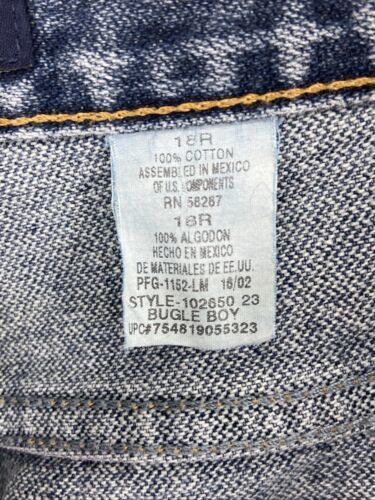 18R
100% COTTON
ASSEMBLED IN MEXICO
OF U.S. COMPONENTS
RN 58267
18R
100% ALGODON
HECHO EN MEXICO
DE MATERIALES DE EE.UU.
PFG-1152-LM 16/02
STYLE-102650 23
BUGLE BOY
UPC#754819055323